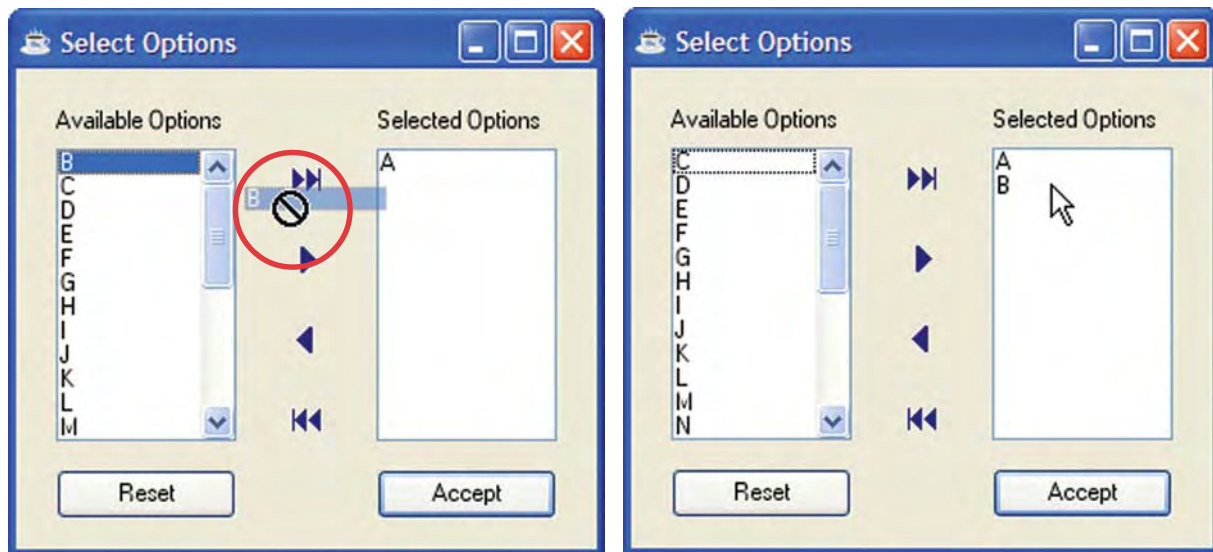 Select Options
Available Options
Selected Options
B
C
D
E
F
G
H
I
J
K
L
M
B
A
Reset
Accept
Select Options
Available Options
Selected Options
C
D
E
F
G
H
I
J
K
L
M
N
A
B
Reset
Accept